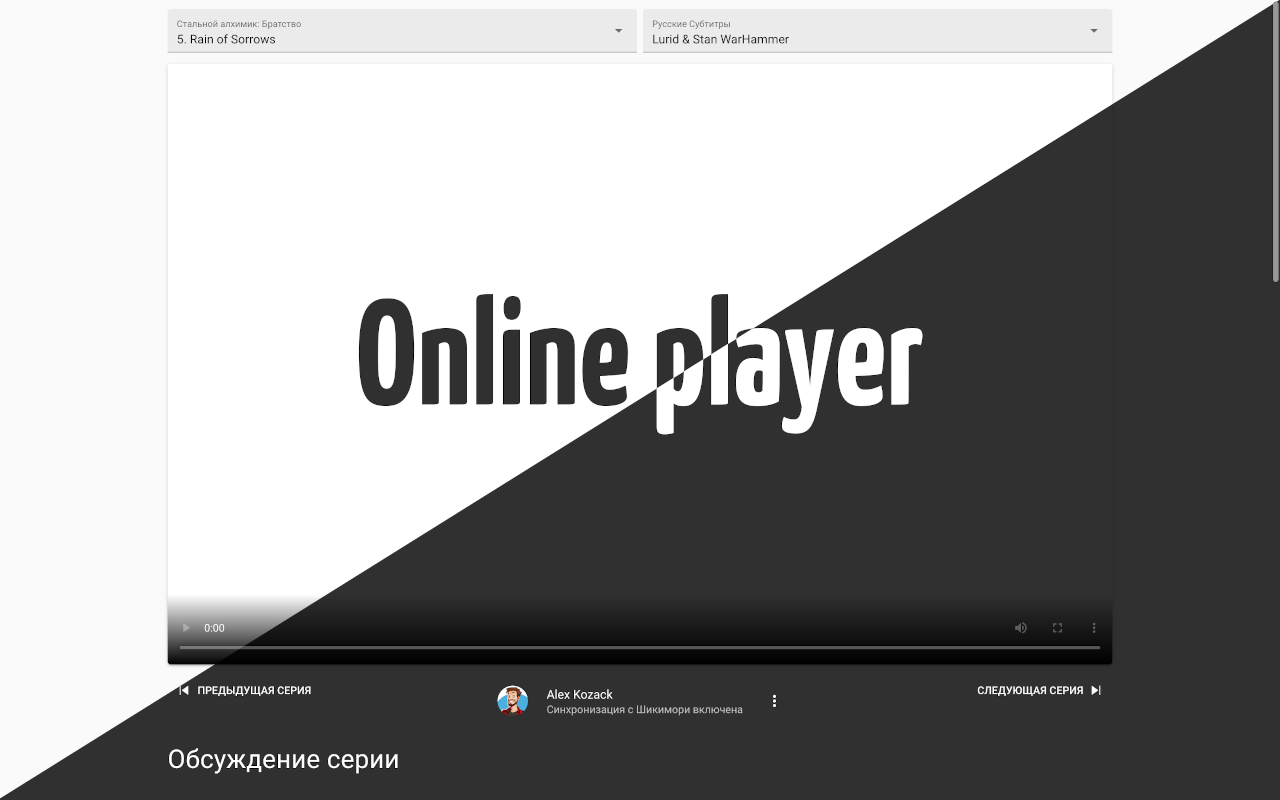 Стальной алхимик: Братство
5. Rain of Sorrows
Русские Субтитры
Lurid & Stan WarHammer
Online player
0:00
ПРЕДЫДУЩАЯ СЕРИЯ
Alex Kozack
Синхронизация с Шикимори включена
СЛЕДУЮЩАЯ СЕРИЯ
Обсуждение серии